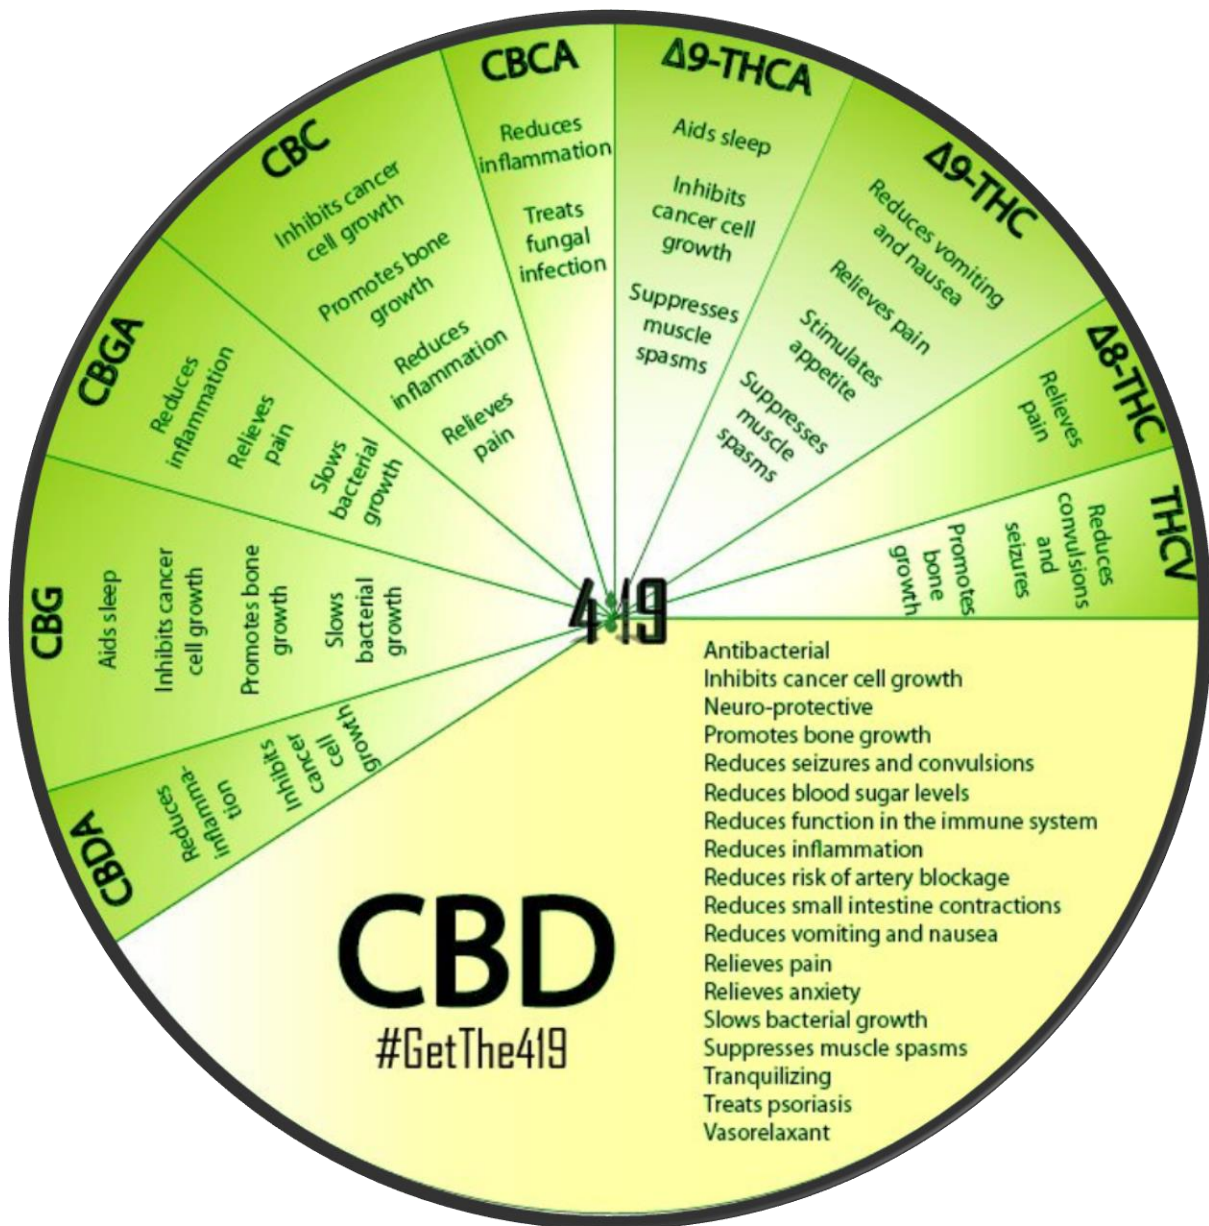 CBCA
Reduces
inflammation
Treats
fungal
infection
Δ9-THCA
Aids sleep
Inhibits
cancer cell
growth
Suppresses
muscle
spasms
Δ9-THC
Reduces vomiting
and nausea
Relieves pain
Stimulates
appetite
Suppresses
muscle
spasms
Δ8-THC
Relieves
pain
THCV
Reduces
convulsions
and
seizures
Promotes
bone
growth
CBC
Inhibits cancer
cell growth
Promotes bone
growth
Reduces
inflammation
Relieves
pain
CBGA
Reduces
inflammation
Relieves
pain
Slows
bacterial
growth
CBG
Aids sleep
Inhibits cancer
cell growth
Promotes bone
growth
Slows
bacterial
growth
CBDA
Reduces
inflamma-
tion
Inhibits
cancer
cell
growth
419
CBD
#GetThe419
Antibacterial
Inhibits cancer cell growth
Neuro-protective
Promotes bone growth
Reduces seizures and convulsions
Reduces blood sugar levels
Reduces function in the immune system
Reduces inflammation
Reduces risk of artery blockage
Reduces small intestine contractions
Reduces vomiting and nausea
Relieves pain
Relieves anxiety
Slows bacterial growth
Suppresses muscle spasms
Tranquilizing
Treats psoriasis
Vasorelaxant